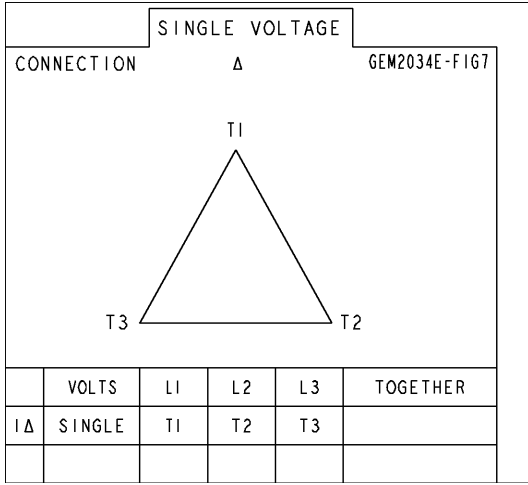 SINGLE VOLTAGE
CONNECTION Δ GEM2034E-FIG7
T1
T3 T2
VOLTS L1 L2 L3 TOGETHER
1Δ SINGLE T1 T2 T3